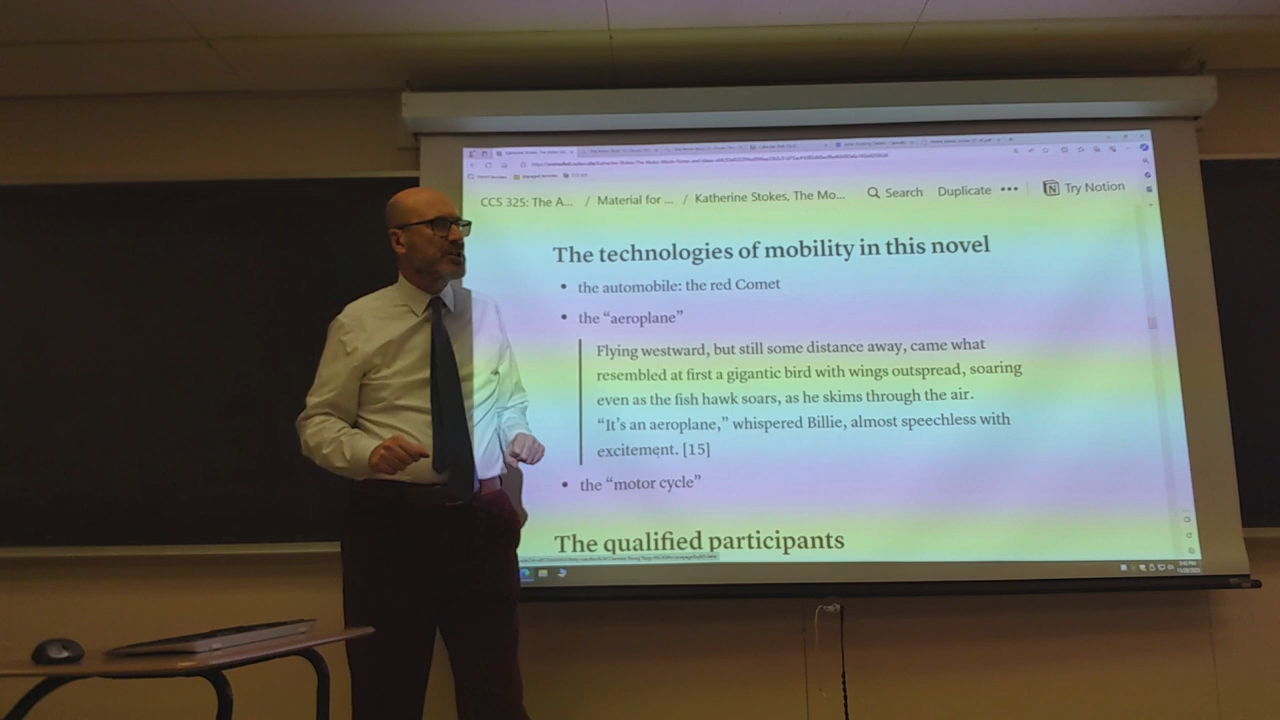 CCS 325: The A... / Material for ... / Katherine Stokes, The Mo... Search Duplicate ••• Try Notion
The technologies of mobility in this novel
• the automobile: the red Comet
• the “aeroplane”
Flying westward, but still some distance away, came what
resembled at first a gigantic bird with wings outspread, soaring
even as the fish hawk soars, as he skims through the air.
“It’s an aeroplane,” whispered Billie, almost speechless with
excitement. [15]
• the “motor cycle”
The qualified participants